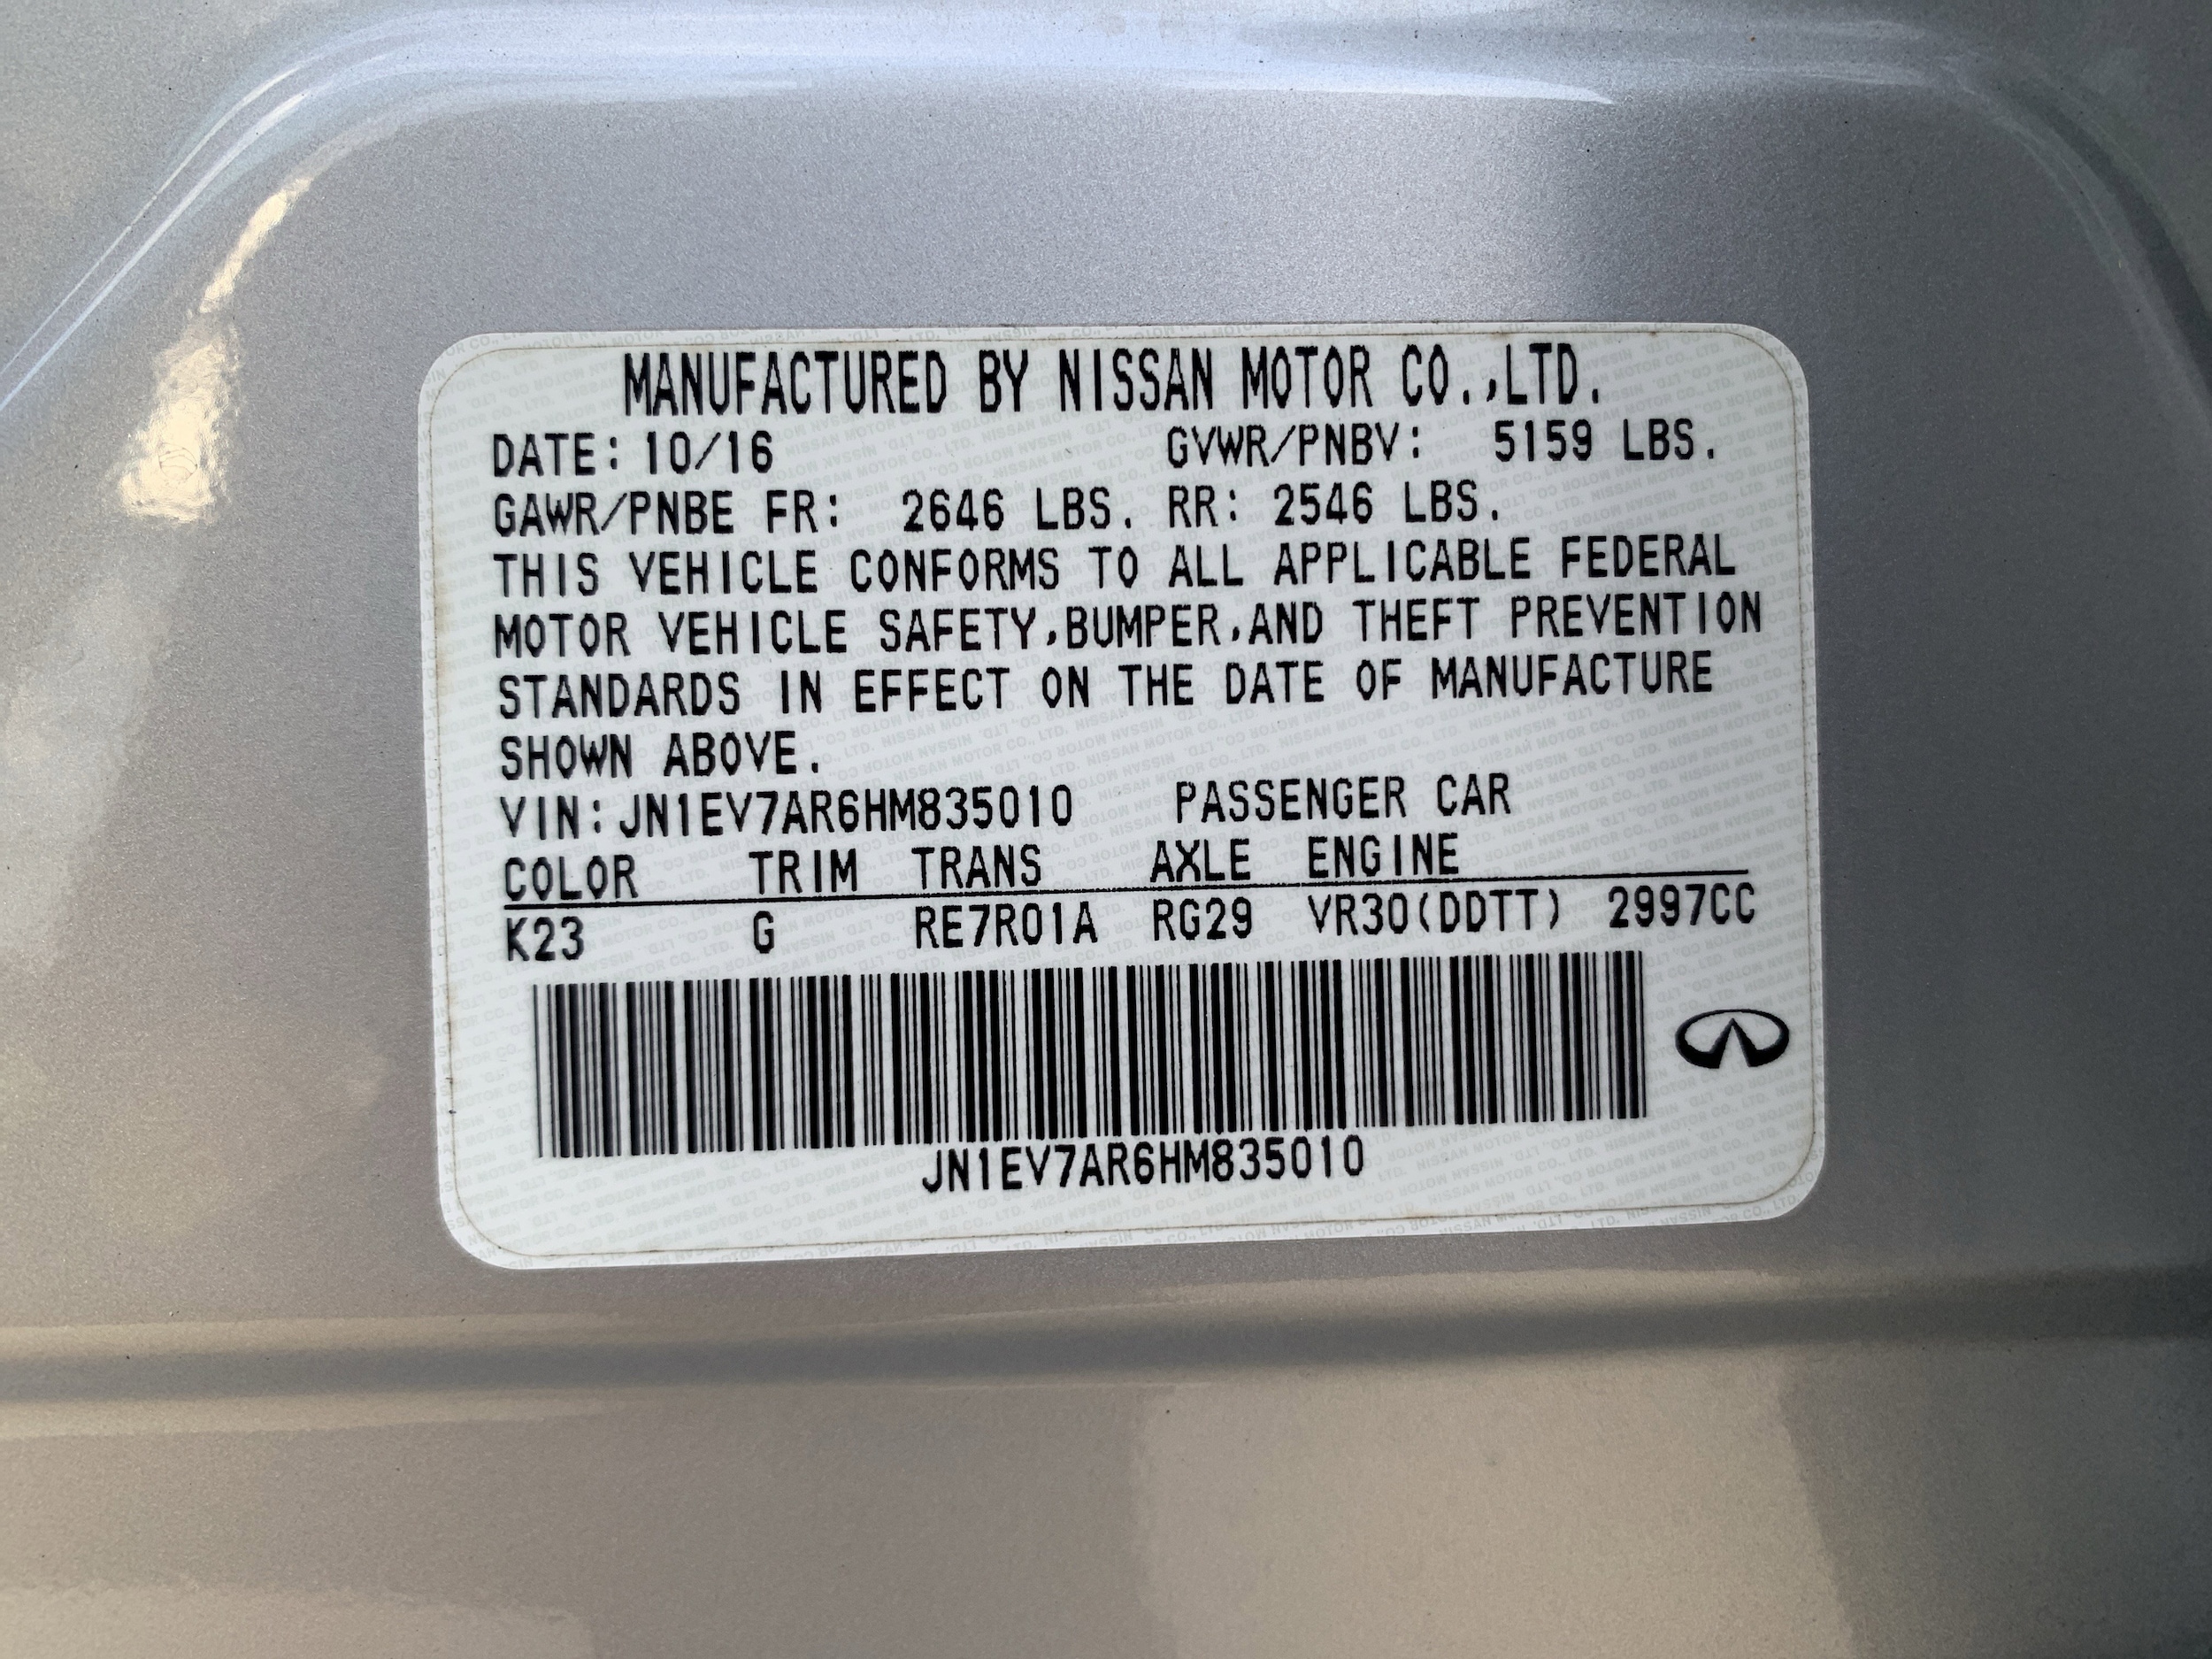 MANUFACTURED BY NISSAN MOTOR CO.,LTD.
DATE: 10/16 GVWR/PNBV: 5159 LBS.
GAWR/PNBE FR: 2646 LBS. RR: 2546 LBS.
THIS VEHICLE CONFORMS TO ALL APPLICABLE FEDERAL
MOTOR VEHICLE SAFETY,BUMPER,AND THEFT PREVENTION
STANDARDS IN EFFECT ON THE DATE OF MANUFACTURE
SHOWN ABOVE.
VIN:JN1EV7AR6HM835010 PASSENGER CAR
COLOR TRIM TRANS AXLE ENGINE
K23 G RE7R01A RG29 VR30(DDTT) 2997CC
JN1EV7AR6HM835010